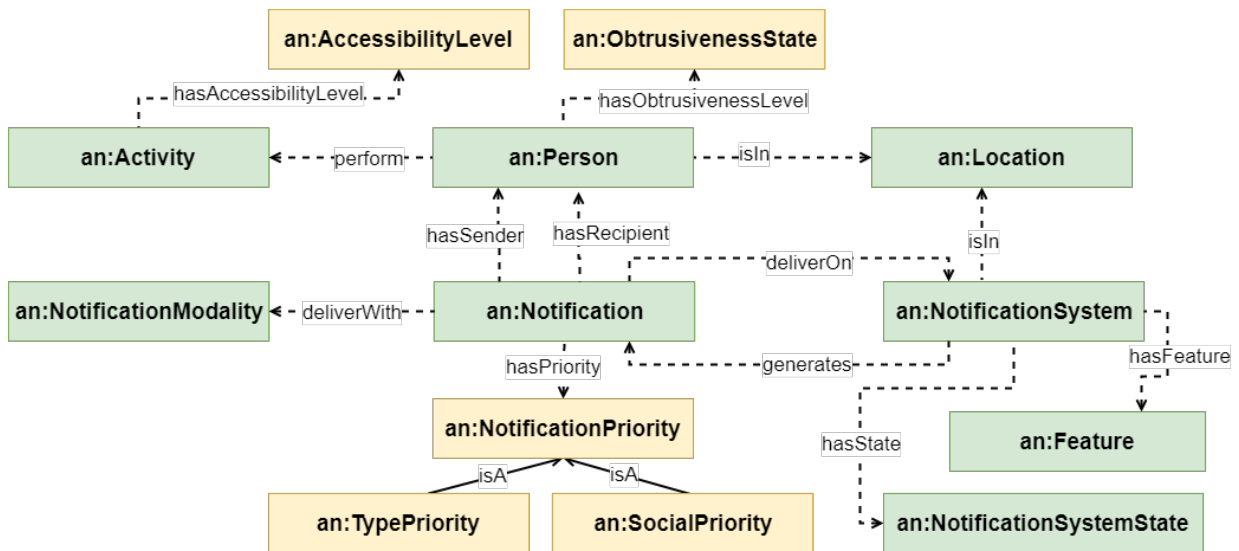 an:AccessibilityLevel
an:ObtrusivenessState
hasAccessibilityLevel
hasObtrusivenessLevel
an:Activity
perform
an:Person
isIn
an:Location
hasSender
hasRecipient
deliverOn
isIn
an:NotificationModality
deliverWith
an:Notification
an:NotificationSystem
hasPriority
generates
hasFeature
an:NotificationPriority
hasState
an:Feature
isA
isA
an:TypePriority
an:SocialPriority
an:NotificationSystemState